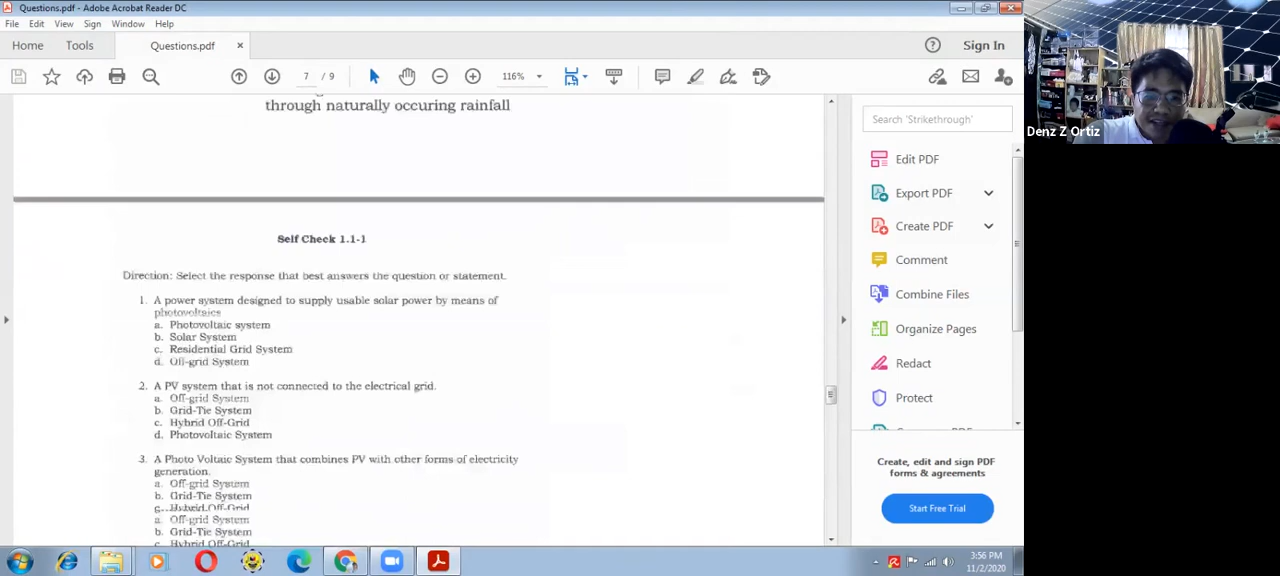 Questions.pdf - Adobe Acrobat Reader DC
File Edit View Sign Window Help
Home Tools Questions.pdf × Sign In
7 / 9 116%
through naturally occuring rainfall
Self Check 1.1-1
Direction: Select the response that best answers the question or statement.
1. A power system designed to supply usable solar power by means of
photovoltaics
a. Photovoltaic system
b. Solar System
c. Residential Grid System
d. Off-grid System
2. A PV system that is not connected to the electrical grid.
a. Off-grid System
b. Grid-Tie System
c. Hybrid Off-Grid
d. Photovoltaic System
3. A Photo Voltaic System that combines PV with other forms of electricity
generation.
a. Off-grid System
b. Grid-Tie System
c. Hybrid Off-Grid
a. Off-grid System
b. Grid-Tie System
c. Hybrid Off-Grid
Search 'Strikethrough'
Edit PDF
Export PDF
Create PDF
Comment
Combine Files
Organize Pages
Redact
Protect
Create, edit and sign PDF
forms & agreements
Start Free Trial
3:56 PM
11/2/2020
Denz Z Ortiz